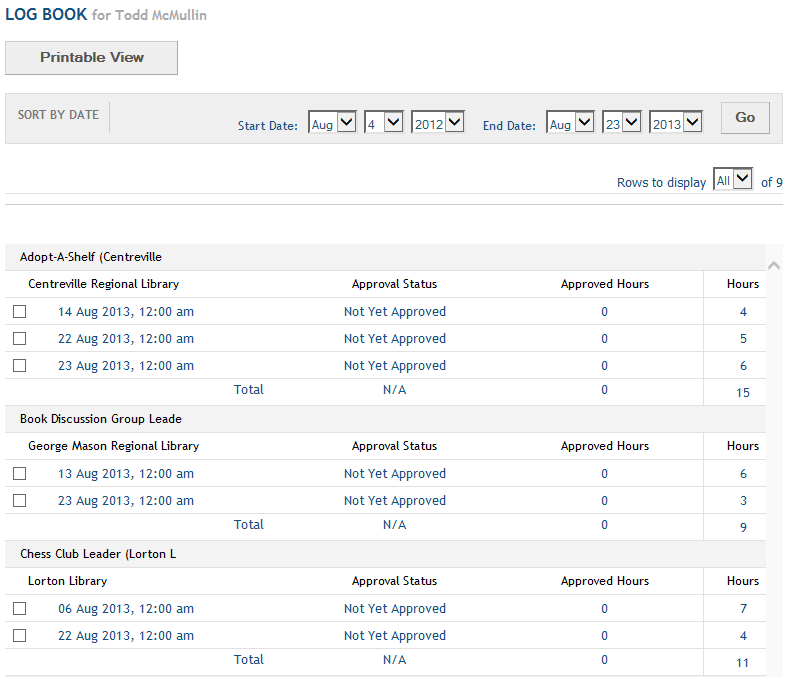 LOG BOOK for Todd McMullin
Printable View
SORT BY DATE Start Date: Aug 4 2012 End Date: Aug 23 2013 Go
Rows to display All of 9
Adopt-A-Shelf (Centreville
Centreville Regional Library Approval Status Approved Hours Hours
14 Aug 2013, 12:00 am Not Yet Approved 0 4
22 Aug 2013, 12:00 am Not Yet Approved 0 5
23 Aug 2013, 12:00 am Not Yet Approved 0 6
Total N/A 0 15
Book Discussion Group Leade
George Mason Regional Library Approval Status Approved Hours Hours
13 Aug 2013, 12:00 am Not Yet Approved 0 6
23 Aug 2013, 12:00 am Not Yet Approved 0 3
Total N/A 0 9
Chess Club Leader (Lorton L
Lorton Library Approval Status Approved Hours Hours
06 Aug 2013, 12:00 am Not Yet Approved 0 7
22 Aug 2013, 12:00 am Not Yet Approved 0 4
Total N/A 0 11